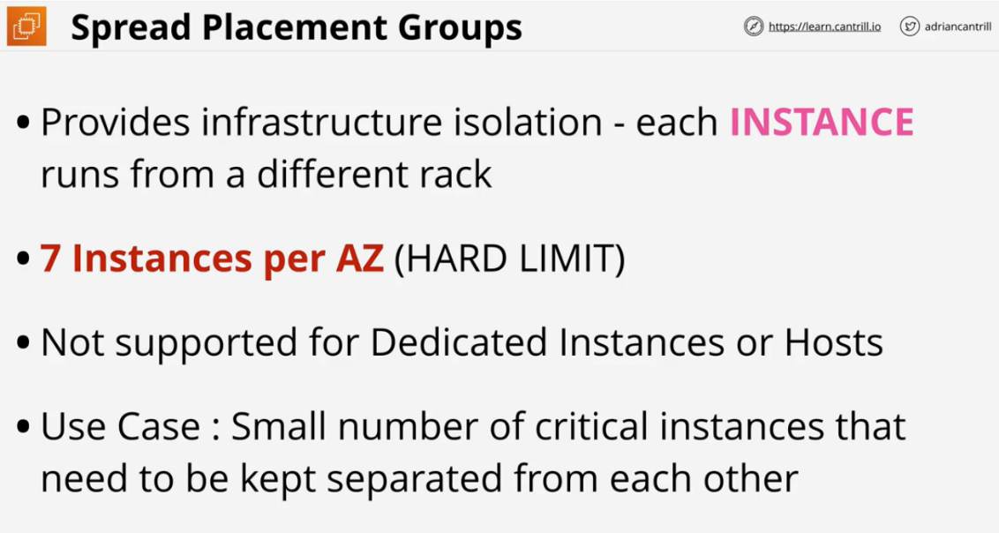 Spread Placement Groups
https://learn.cantrill.io
adriancantrill
• Provides infrastructure isolation - each INSTANCE
runs from a different rack
• 7 Instances per AZ (HARD LIMIT)
• Not supported for Dedicated Instances or Hosts
• Use Case : Small number of critical instances that
need to be kept separated from each other